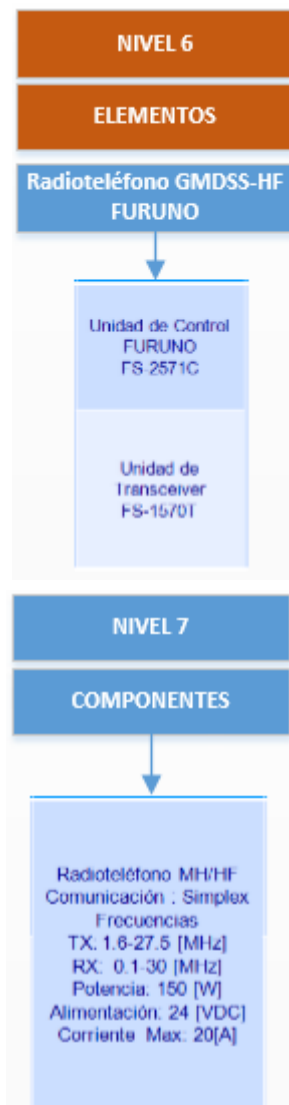 NIVEL 6
ELEMENTOS
Radioteléfono GMDSS-HF
FURUNO
Unidad de Control
FURUNO
FS-2571C
Unidad de
Transceiver
FS-1570T
NIVEL 7
COMPONENTES
Radioteléfono MH/HF
Comunicación : Simplex
Frecuencias
TX: 1.6-27.5 [MHz]
RX: 0.1-30 [MHz]
Potencia: 150 [W]
Alimentación: 24 [VDC]
Corriente Max: 20[A]